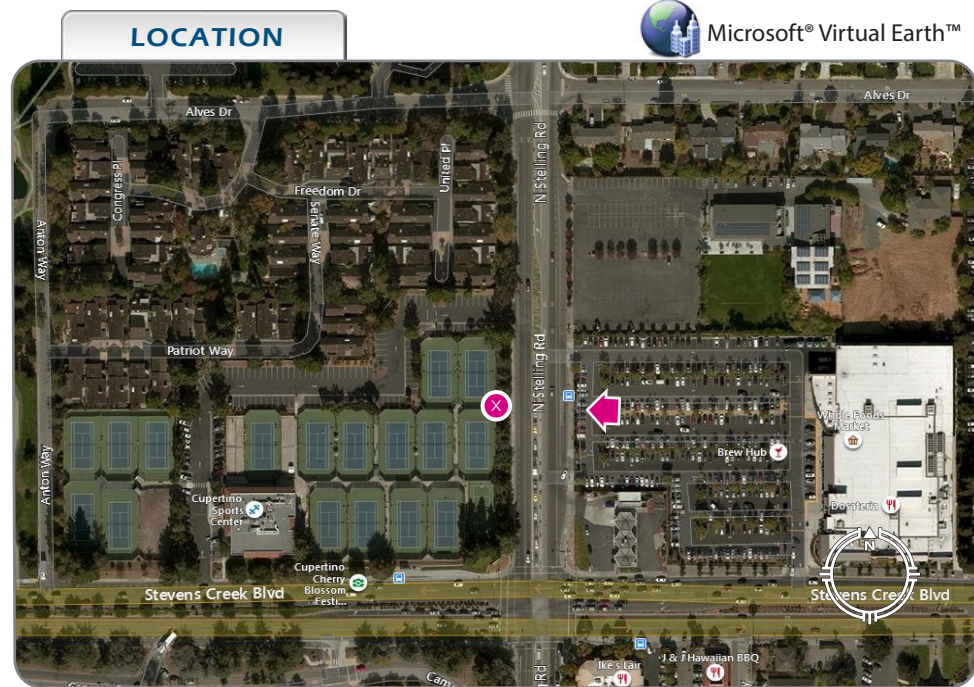 LOCATION
Microsoft® Virtual Earth™
Alves Dr
Alves Dr
Congress Pl
United Pl
N Stelling Rd
Freedom Dr
Senate Way
Anton Way
Patriot Way
N Stelling Rd
X
Whole Foods
Market
Brew Hub
Anton Way
Cupertino
Sports
Center
Dosateria
N
Cupertino
Cherry
Blossom
Festi...
Stevens Creek Blvd
Stevens Creek Blvd
Ike's Lair
J & J Hawaiian BBQ
Rd